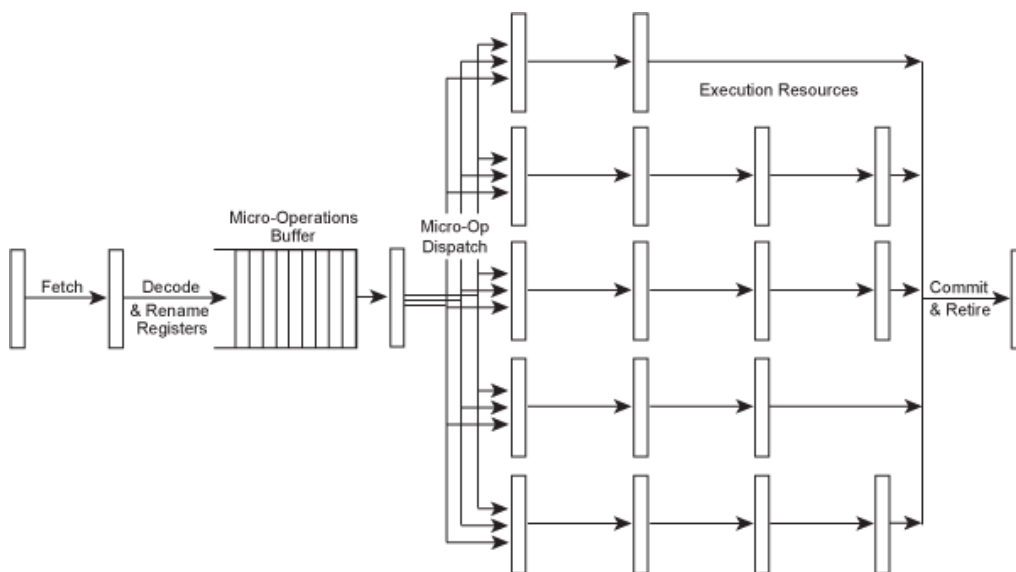 Execution Resources
Micro-Operations
Buffer
Micro-Op
Dispatch
Fetch
Decode
& Rename
Registers
Commit
& Retire